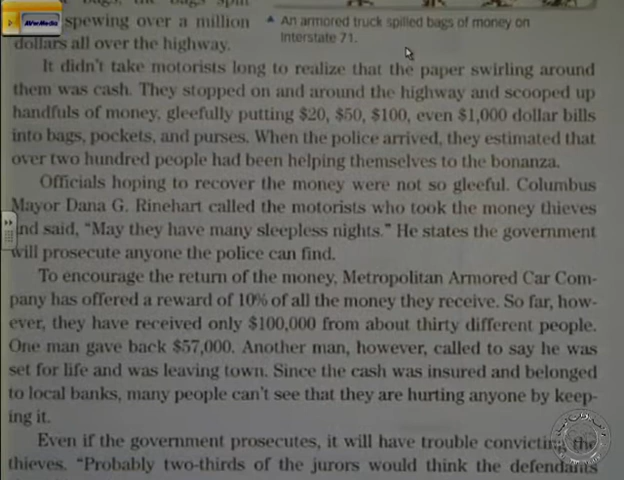 AVerMedia
spewing over a million
dollars all over the highway.
An armored truck spilled bags of money on
Interstate 71.
It didn't take motorists long to realize that the paper swirling around
them was cash. They stopped on and around the highway and scooped up
handfuls of money, gleefully putting $20, $50, $100, even $1,000 dollar bills
into bags, pockets, and purses. When the police arrived, they estimated that
over two hundred people had been helping themselves to the bonanza.
Officials hoping to recover the money were not so gleeful. Columbus
Mayor Dana G. Rinehart called the motorists who took the money thieves
and said, "May they have many sleepless nights." He states the government
will prosecute anyone the police can find.
To encourage the return of the money, Metropolitan Armored Car Com-
pany has offered a reward of 10% of all the money they receive. So far, how-
ever, they have received only $100,000 from about thirty different people.
One man gave back $57,000. Another man, however, called to say he was
set for life and was leaving town. Since the cash was insured and belonged
to local banks, many people can't see that they are hurting anyone by keep-
ing it.
Even if the government prosecutes, it will have trouble convicting the
thieves. "Probably two-thirds of the jurors would think the defendants